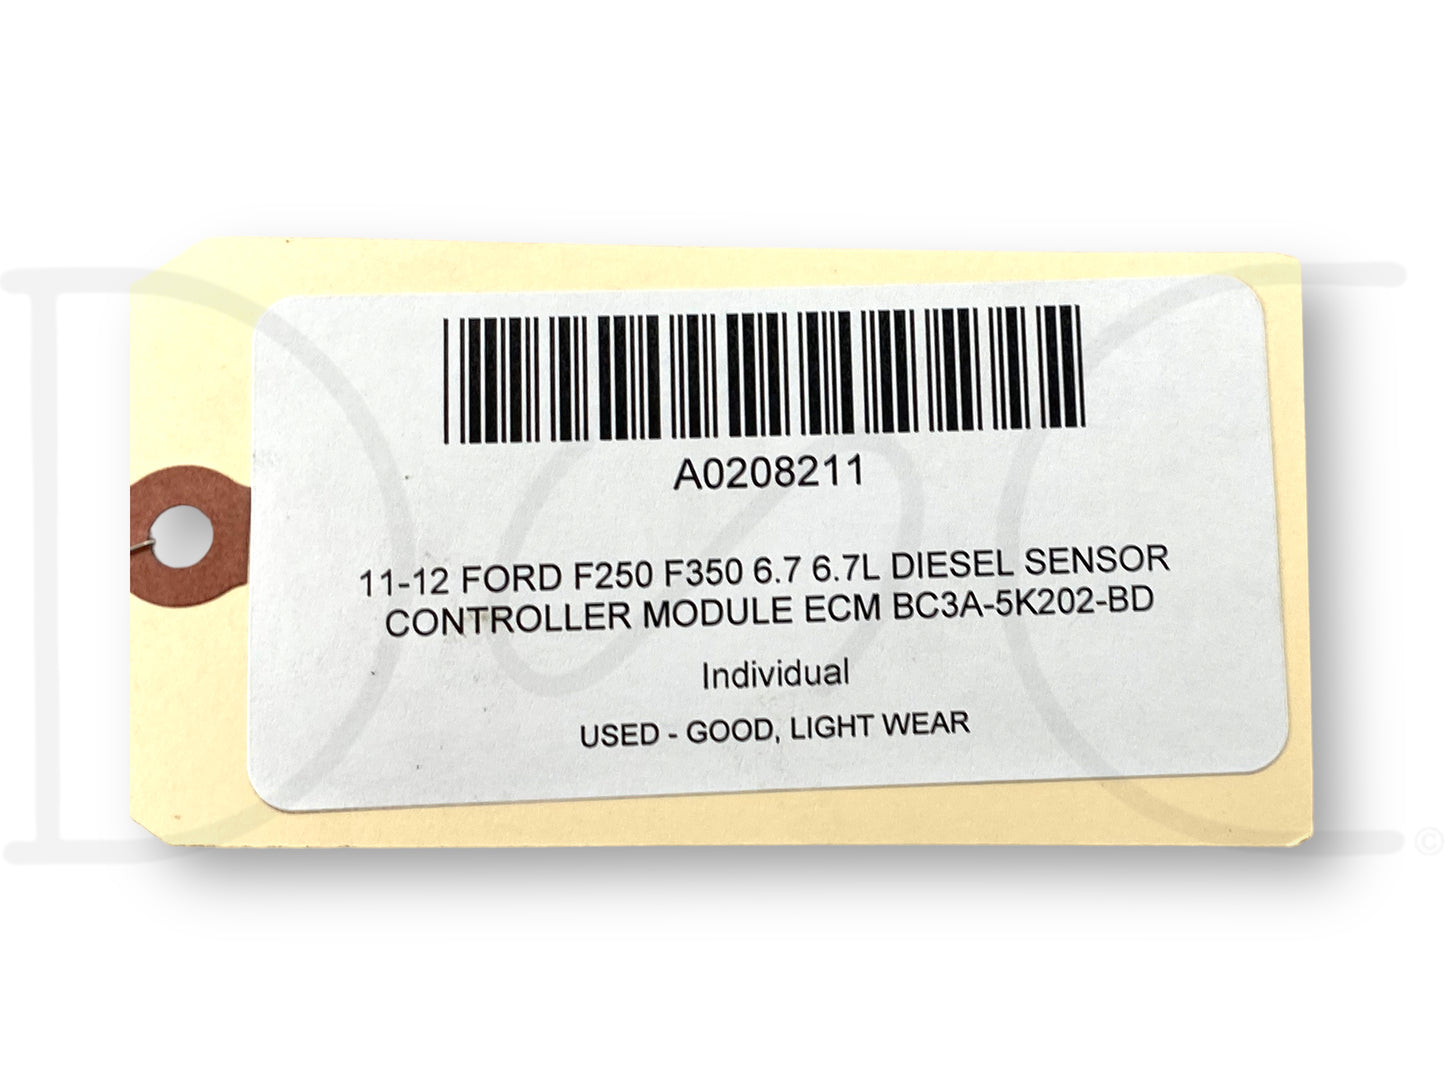 A0208211
11-12 FORD F250 F350 6.7 6.7L DIESEL SENSOR
CONTROLLER MODULE ECM BC3A-5K202-BD
Individual
USED - GOOD, LIGHT WEAR
©